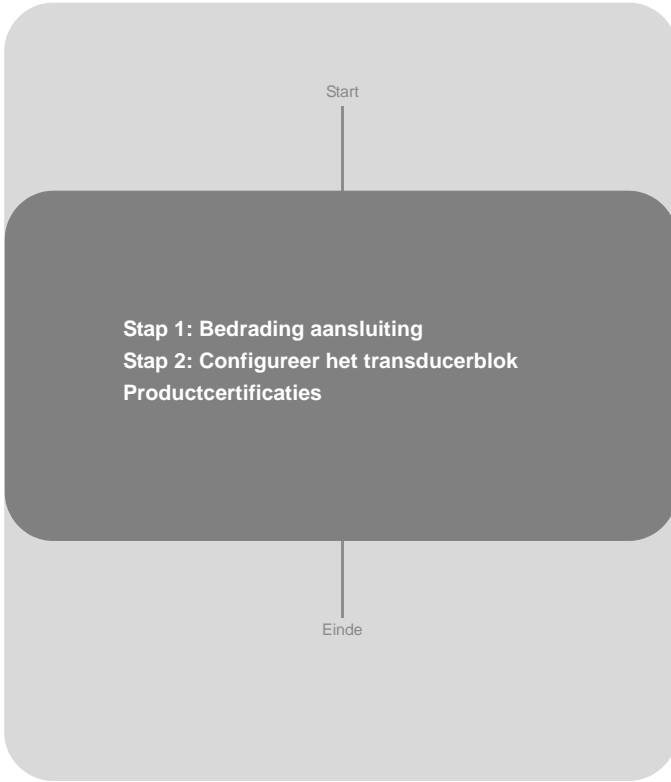 Start
Stap 1: Bedrading aansluiting
Stap 2: Configureer het transducerblok
Productcertificaties
Einde